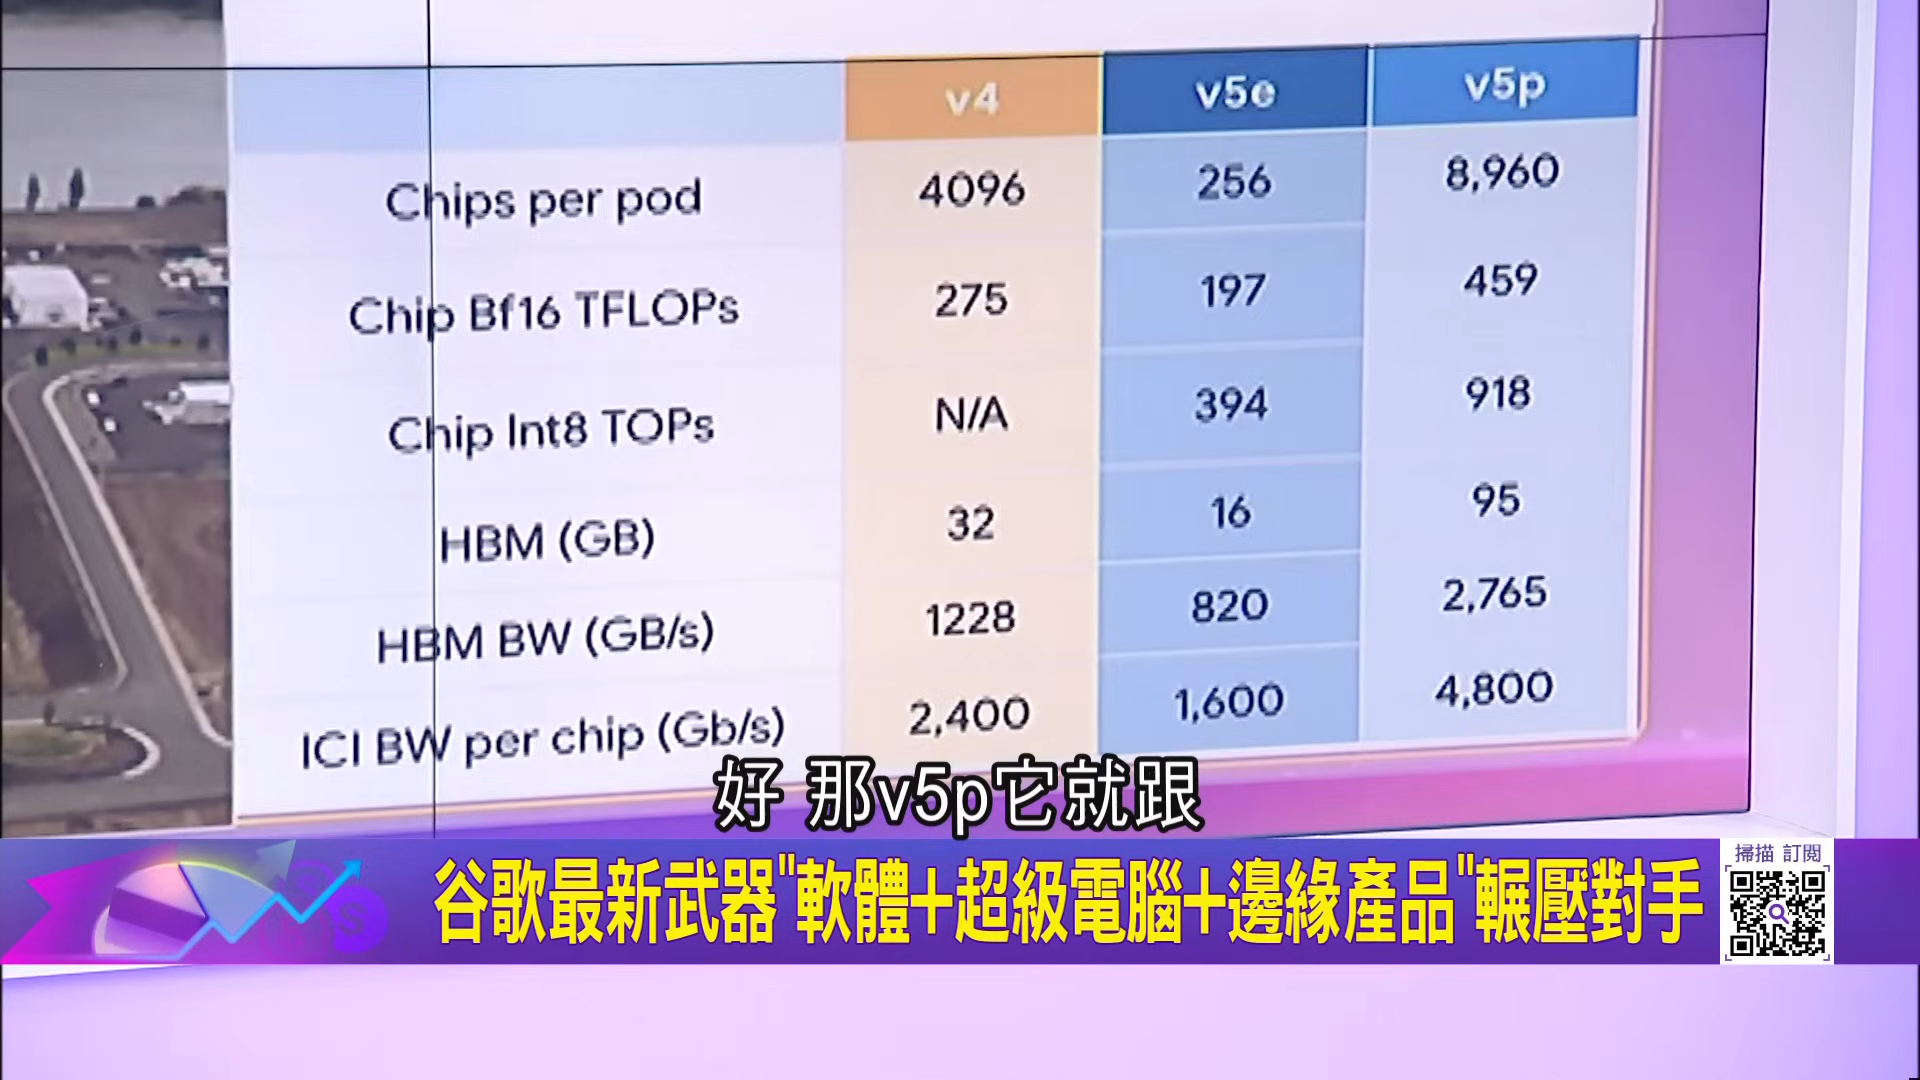 v4 v5e v5p
Chips per pod 4096 256 8,960
Chip Bf16 TFLOPs 275 197 459
Chip Int8 TOPs N/A 394 918
HBM (GB) 32 16 95
HBM BW (GB/s) 1228 820 2,765
ICI BW per chip (Gb/s) 2,400 1,600 4,800
好 那v5p它就跟
谷歌最新武器"軟體+超級電腦+邊緣產品"輾壓對手
掃描 訂閱